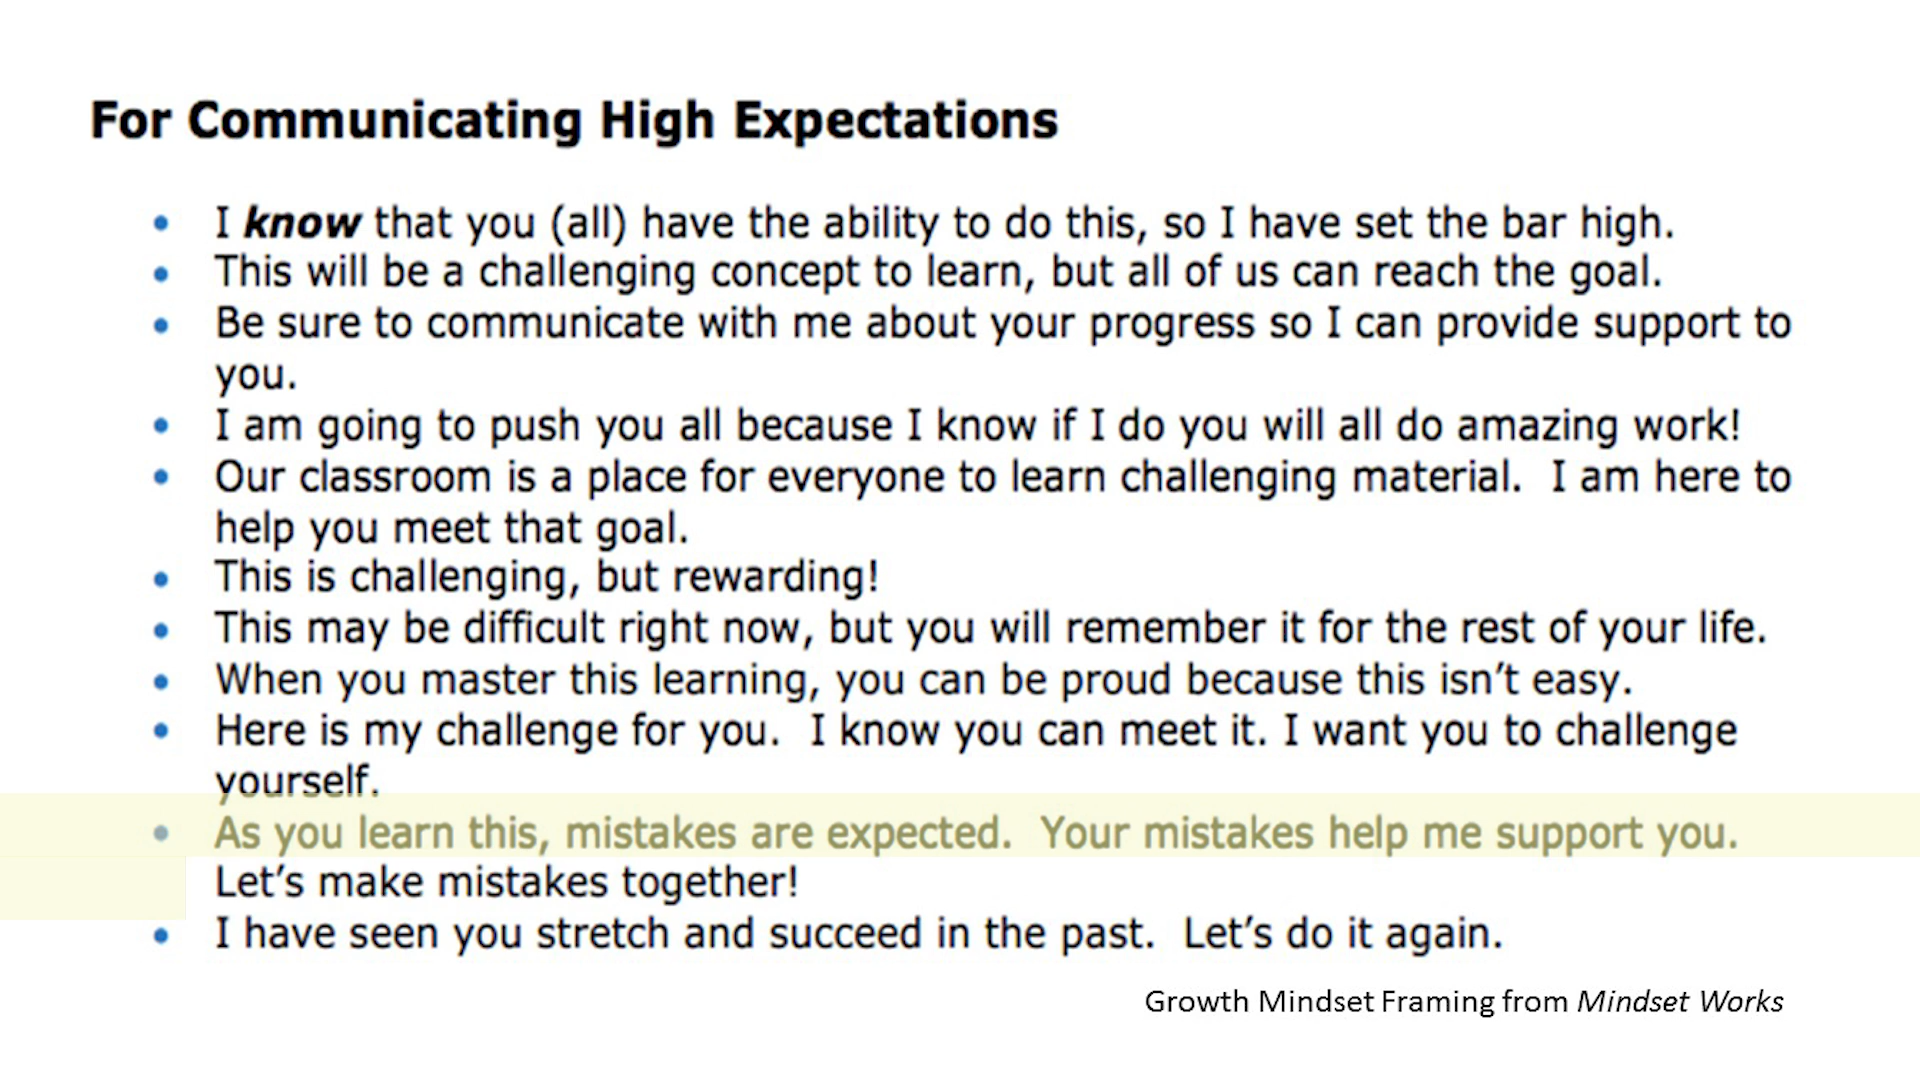 For Communicating High Expectations
• I know that you (all) have the ability to do this, so I have set the bar high.
• This will be a challenging concept to learn, but all of us can reach the goal.
• Be sure to communicate with me about your progress so I can provide support to
you.
• I am going to push you all because I know if I do you will all do amazing work!
• Our classroom is a place for everyone to learn challenging material.  I am here to
help you meet that goal.
• This is challenging, but rewarding!
• This may be difficult right now, but you will remember it for the rest of your life.
• When you master this learning, you can be proud because this isn’t easy.
• Here is my challenge for you.  I know you can meet it. I want you to challenge
yourself.
• As you learn this, mistakes are expected.  Your mistakes help me support you.
Let’s make mistakes together!
• I have seen you stretch and succeed in the past.  Let’s do it again.
Growth Mindset Framing from Mindset Works